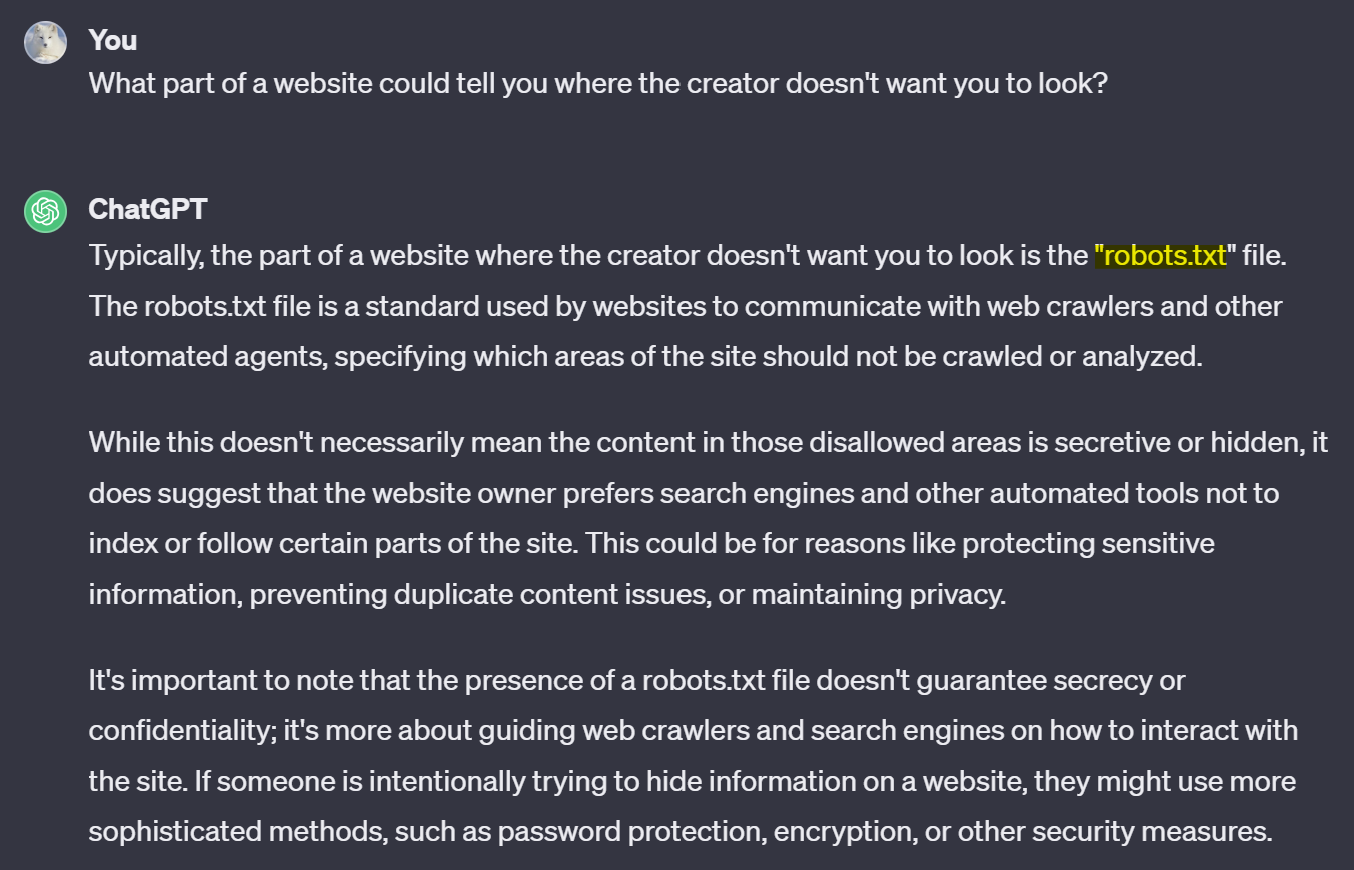 You
What part of a website could tell you where the creator doesn't want you to look?
ChatGPT
Typically, the part of a website where the creator doesn't want you to look is the "robots.txt" file.
The robots.txt file is a standard used by websites to communicate with web crawlers and other
automated agents, specifying which areas of the site should not be crawled or analyzed.
While this doesn't necessarily mean the content in those disallowed areas is secretive or hidden, it
does suggest that the website owner prefers search engines and other automated tools not to
index or follow certain parts of the site. This could be for reasons like protecting sensitive
information, preventing duplicate content issues, or maintaining privacy.
It's important to note that the presence of a robots.txt file doesn't guarantee secrecy or
confidentiality; it's more about guiding web crawlers and search engines on how to interact with
the site. If someone is intentionally trying to hide information on a website, they might use more
sophisticated methods, such as password protection, encryption, or other security measures.